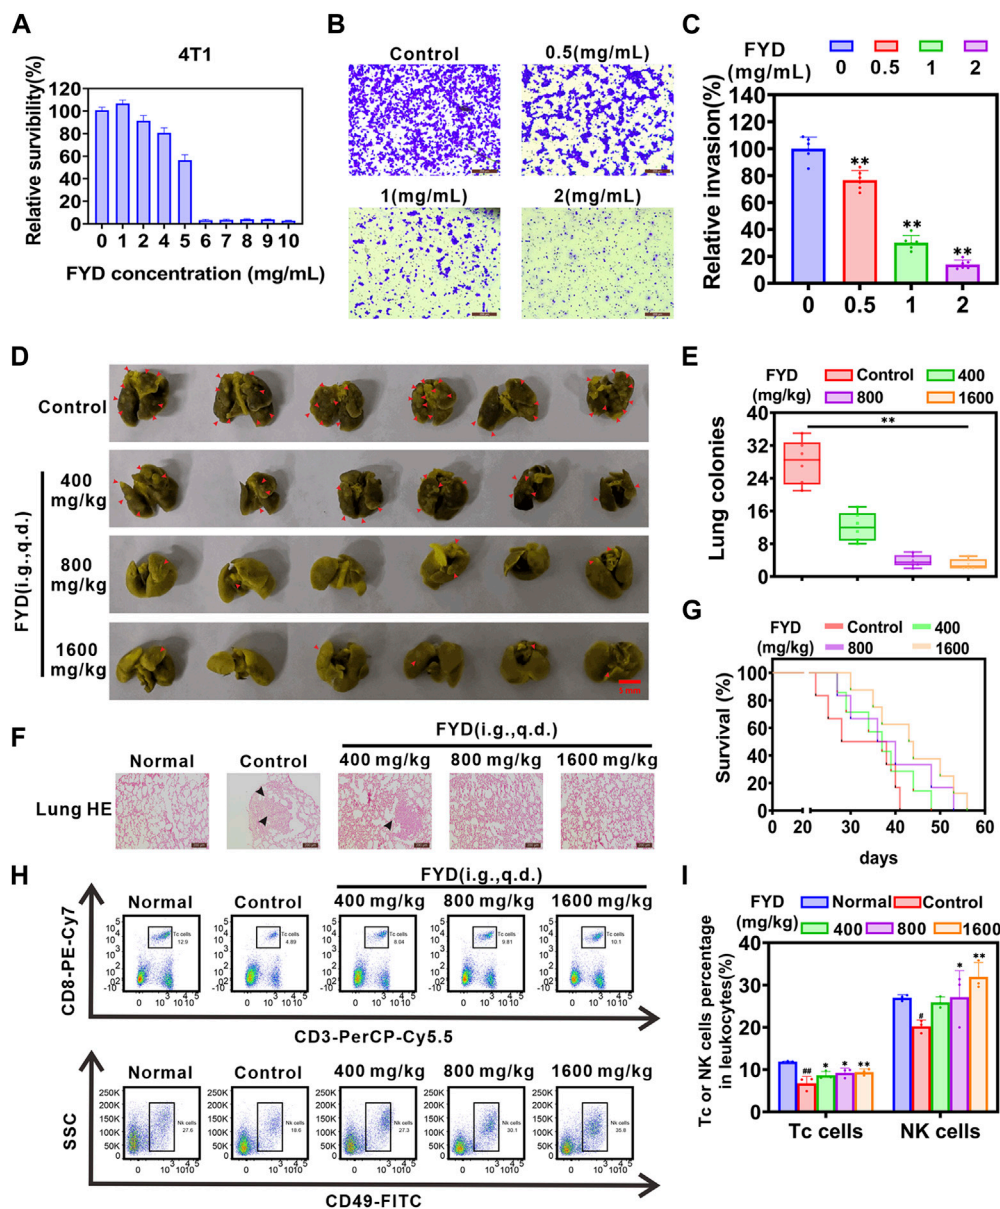 A
4T1
Relative survibility(%)
120
100
80
60
40
20
0
0 1 2 4 5 6 7 8 9 10
FYD concentration (mg/mL)
B
Control 0.5(mg/mL)
1(mg/mL) 2(mg/mL)
C
FYD
(mg/mL)
0 0.5 1 2
Relative invasion(%)
140
120
100
80
60
40
20
0
**
**
**
0 0.5 1 2
D
Control
FYD(i.g.,q.d.)
400
mg/kg
800
mg/kg
1600
mg/kg
5 mm
E
FYD
(mg/kg)
Control 400
800 1600
Lung colonies
40
32
24
16
8
0
**
G
FYD
(mg/kg)
Control 400
800 1600
Survival (%)
100
80
60
40
20
0
0 20 30 40 50 60
days
F
FYD(i.g.,q.d.)
Normal Control 400 mg/kg 800 mg/kg 1600 mg/kg
Lung HE
H
FYD(i.g.,q.d.)
Normal Control 400 mg/kg 800 mg/kg 1600 mg/kg
CD8-PE-Cy7
Tc cells
12.9
Tc cells
4.89
Tc cells
8.04
Tc cells
9.81
Tc cells
10.1
CD3-PerCP-Cy5.5
Normal Control 400 mg/kg 800 mg/kg 1600 mg/kg
SSC
250K
200K
150K
100K
50K
0
Nk cells
27.6
Nk cells
18.6
Nk cells
27.3
Nk cells
30.1
Nk cells
35.8
CD49-FITC
I
FYD
(mg/kg)
Normal Control
400 800 1600
Tc or NK cells percentage
in leukocytes(%)
40
30
20
10
0
## * * **
# * **
Tc cells NK cells